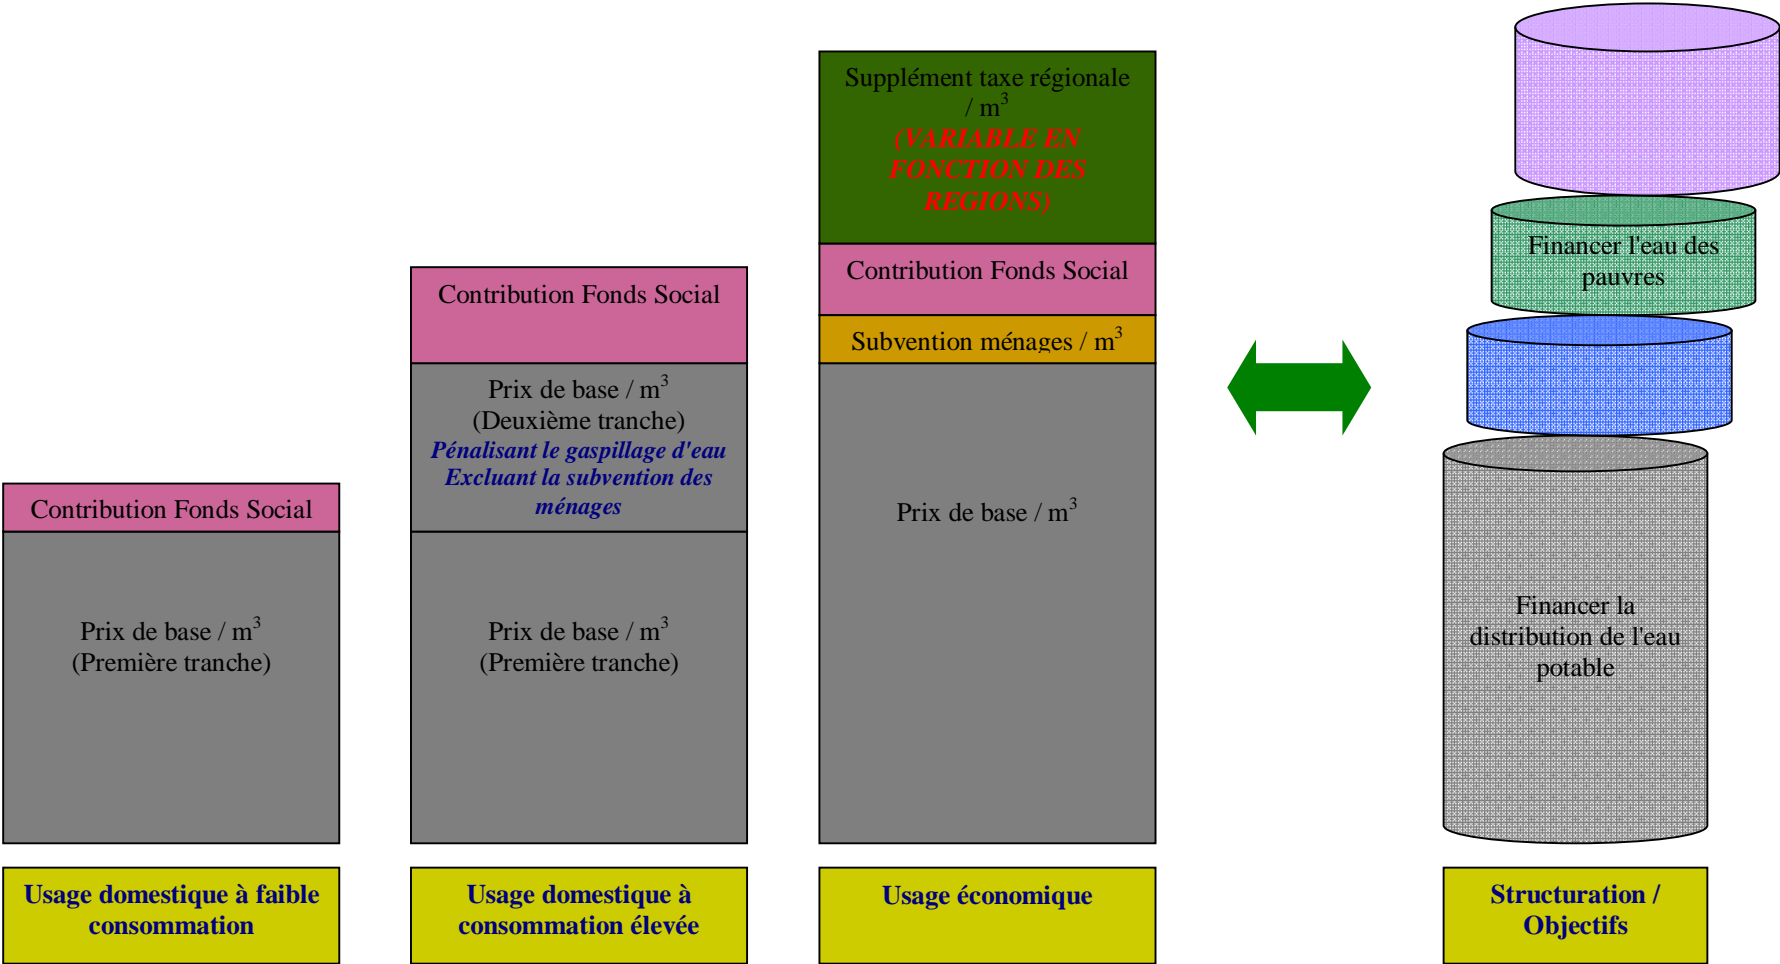 Contribution Fonds Social
Prix de base / m³
(Première tranche)
Usage domestique à faible
consommation
Contribution Fonds Social
Prix de base / m³
(Deuxième tranche)
Pénalisant le gaspillage d'eau
Excluant la subvention des
ménages
Prix de base / m³
(Première tranche)
Usage domestique à
consommation élevée
Supplément taxe régionale
/ m³
(VARIABLE EN
FONCTION DES
REGIONS)
Contribution Fonds Social
Subvention ménages / m³
Prix de base / m³
Usage économique
Financer l'eau des
pauvres
Financer la
distribution de l'eau
potable
Structuration /
Objectifs